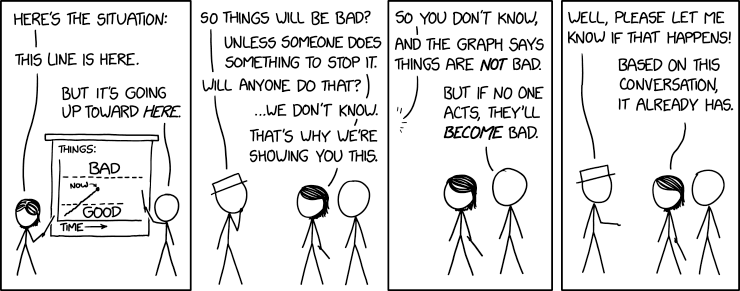 HERE'S THE SITUATION:
THIS LINE IS HERE.
BUT IT'S GOING
UP TOWARD HERE.
THINGS:
BAD
NOW
GOOD
TIME
SO THINGS WILL BE BAD?
UNLESS SOMEONE DOES
SOMETHING TO STOP IT.
WILL ANYONE DO THAT?
...WE DON'T KNOW.
THAT'S WHY WE'RE
SHOWING YOU THIS.
SO YOU DON'T KNOW,
AND THE GRAPH SAYS
THINGS ARE NOT BAD.
BUT IF NO ONE
ACTS, THEY'LL
BECOME BAD.
WELL, PLEASE LET ME
KNOW IF THAT HAPPENS!
BASED ON THIS
CONVERSATION,
IT ALREADY HAS.